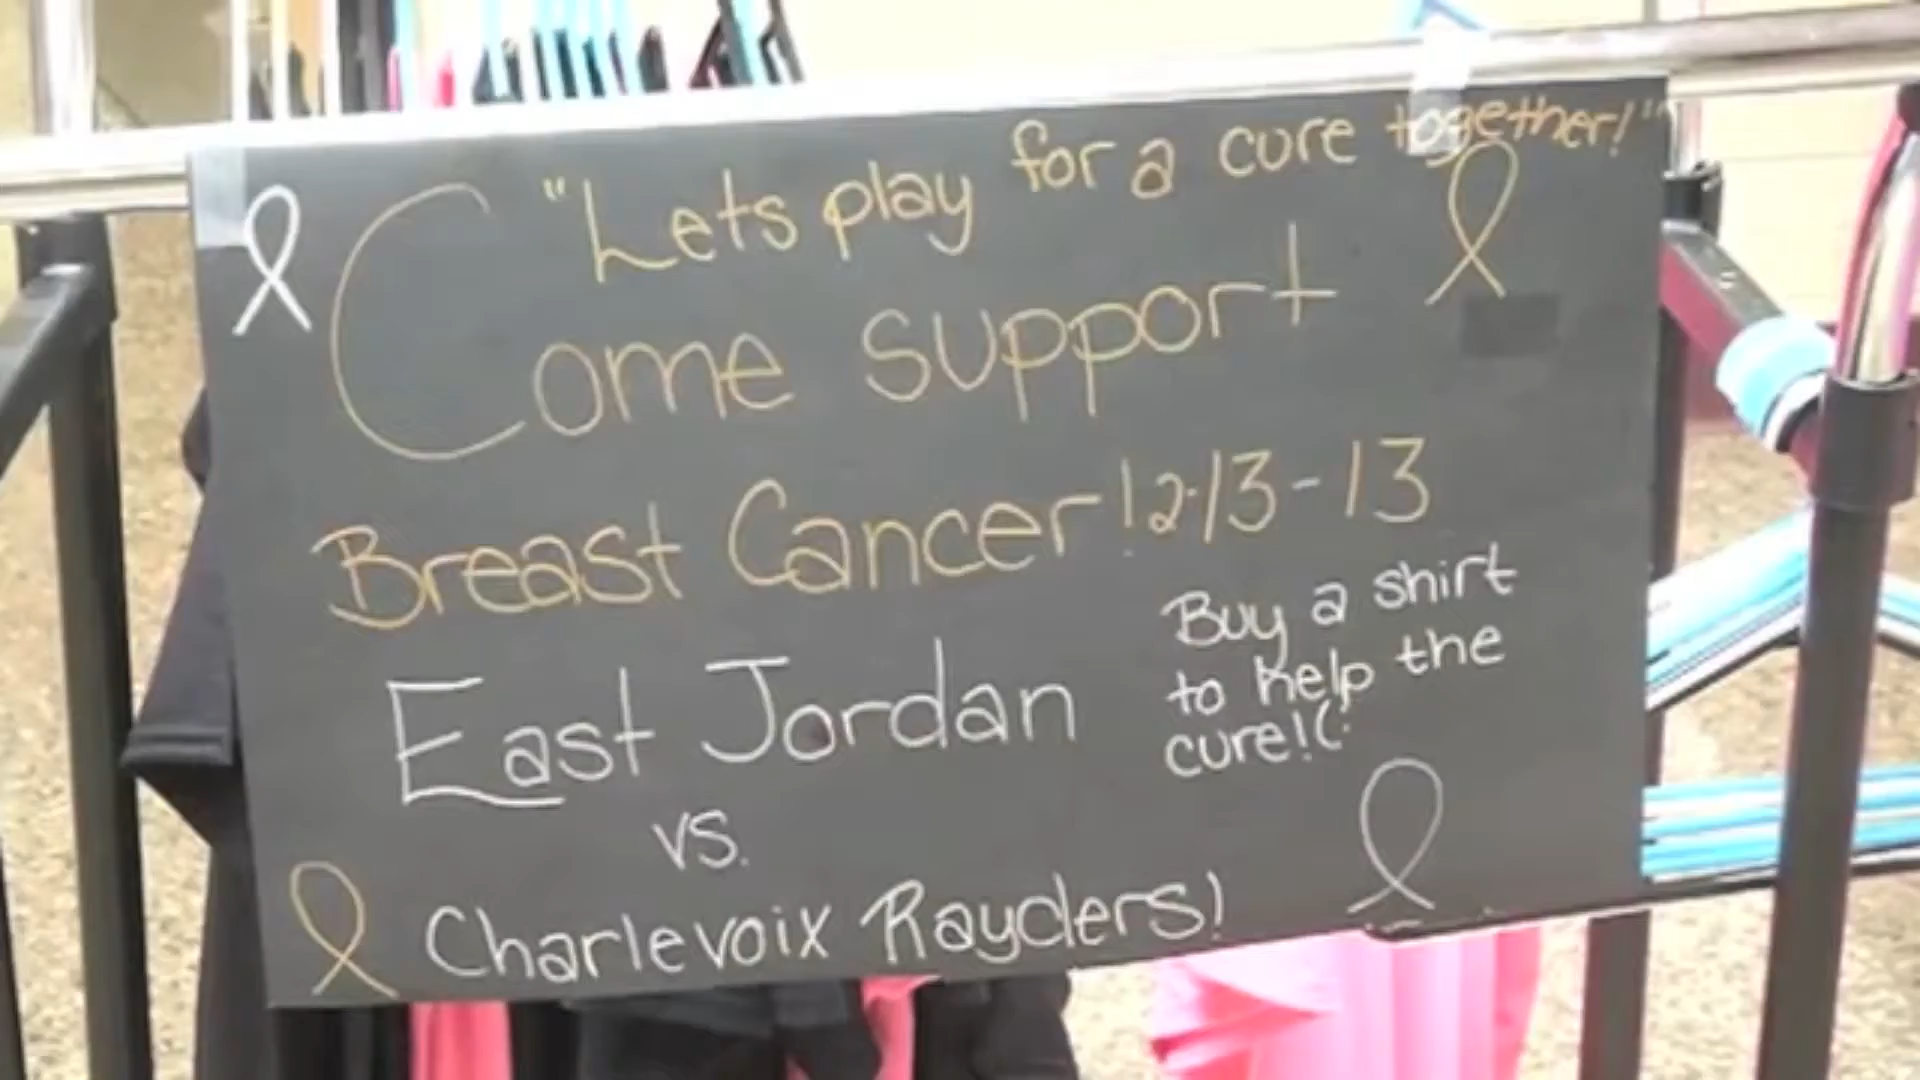 "Lets play for a cure together!"
Come support
Breast Cancer! 2-13-13
East Jordan
vs.
Charlevoix Rayders!
Buy a shirt
to help the
cure!(: